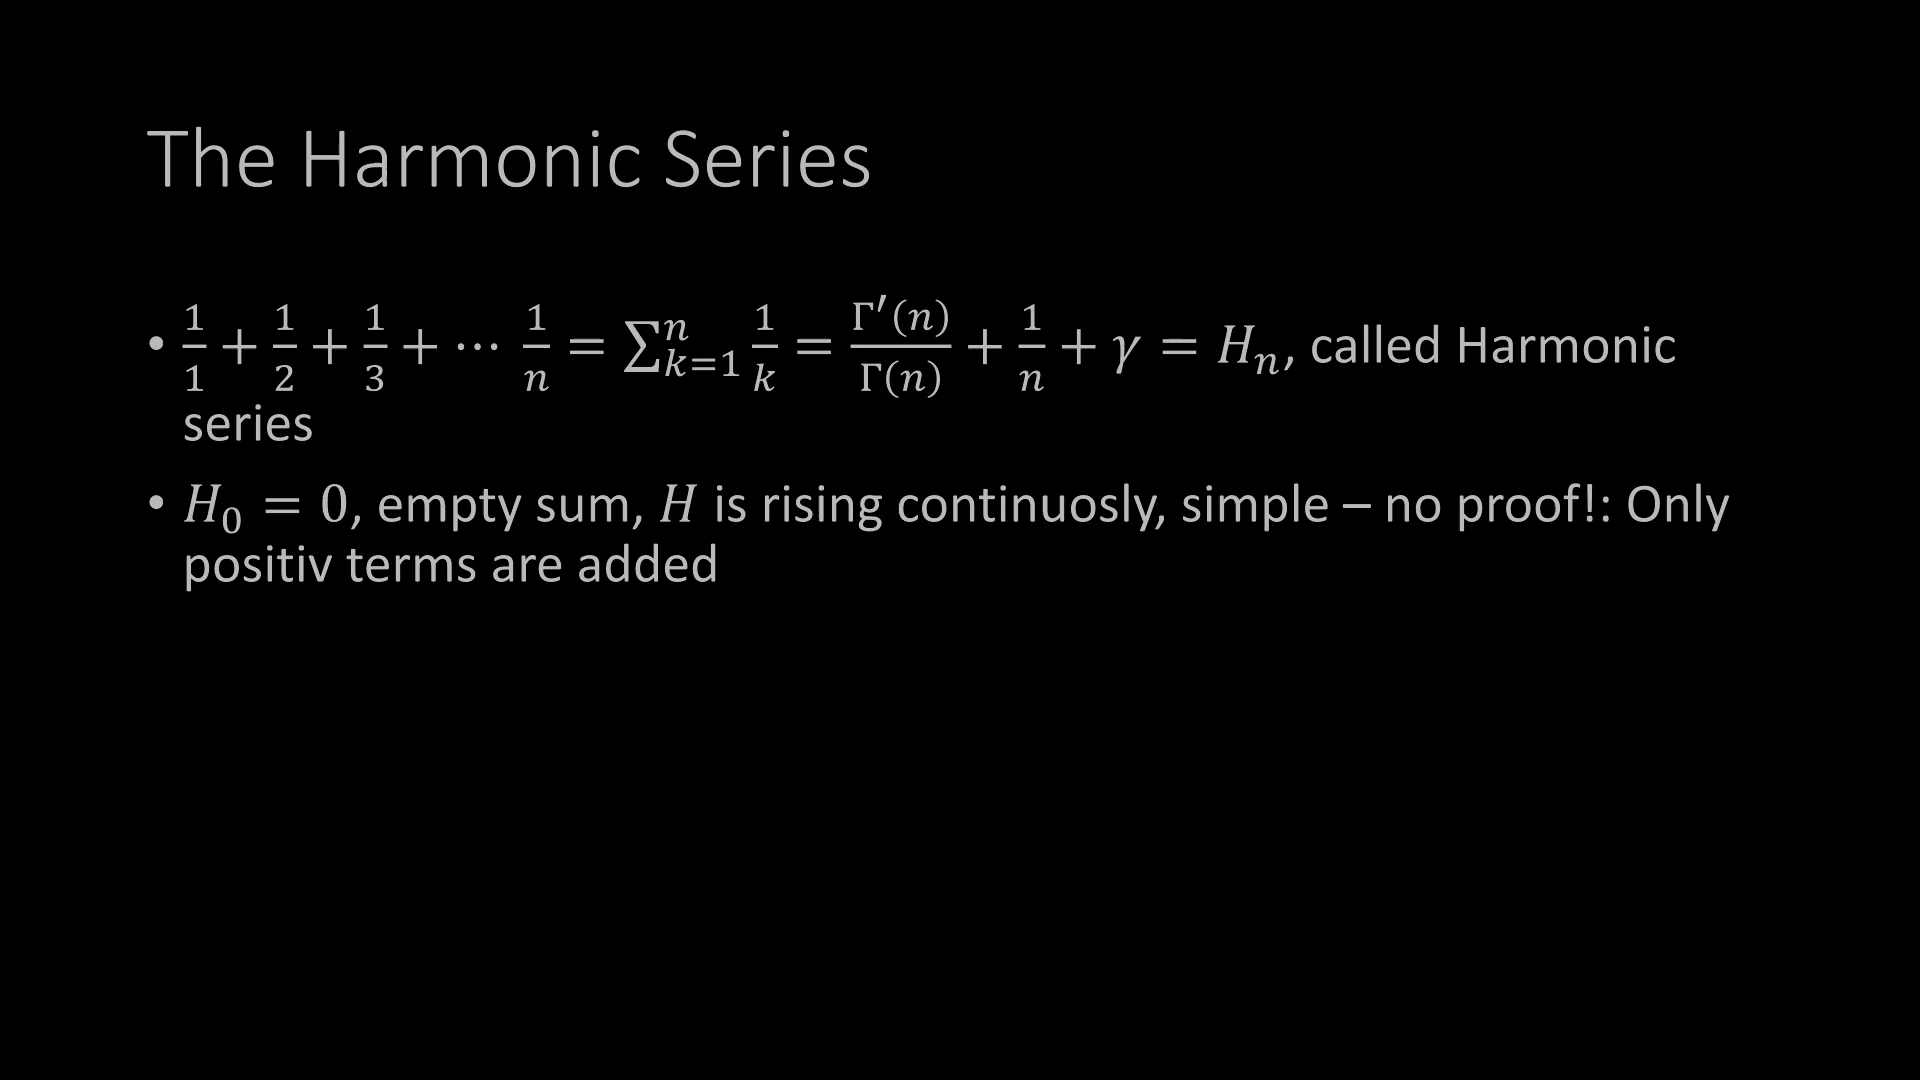 The Harmonic Series
• 1/1 + 1/2 + 1/3 + ⋯ 1/n = ∑_{k=1}^{n} 1/k = Γ′(n)/Γ(n) + 1/n + γ = H_n, called Harmonic
series
• H_0 = 0, empty sum, H is rising continuosly, simple – no proof!: Only
positiv terms are added